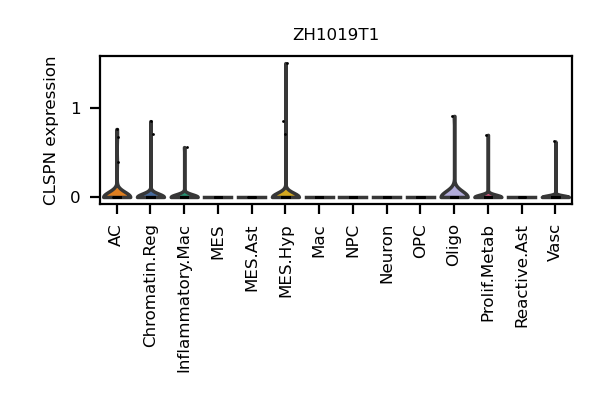 ZH1019T1
CLSPN expression
1
0
AC
Chromatin.Reg
Inflammatory.Mac
MES
MES.Ast
MES.Hyp
Mac
NPC
Neuron
OPC
Oligo
Prolif.Metab
Reactive.Ast
Vasc